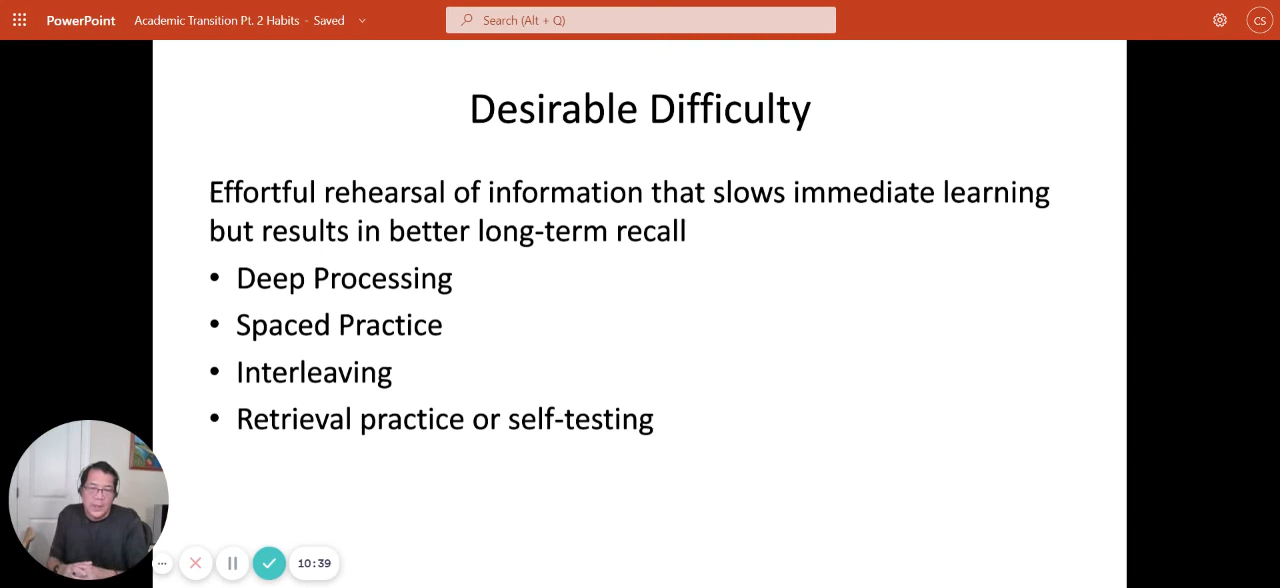 PowerPoint Academic Transition Pt. 2 Habits - Saved Search (Alt + Q) CS
Desirable Difficulty
Effortful rehearsal of information that slows immediate learning
but results in better long-term recall
• Deep Processing
• Spaced Practice
• Interleaving
• Retrieval practice or self-testing
10:39